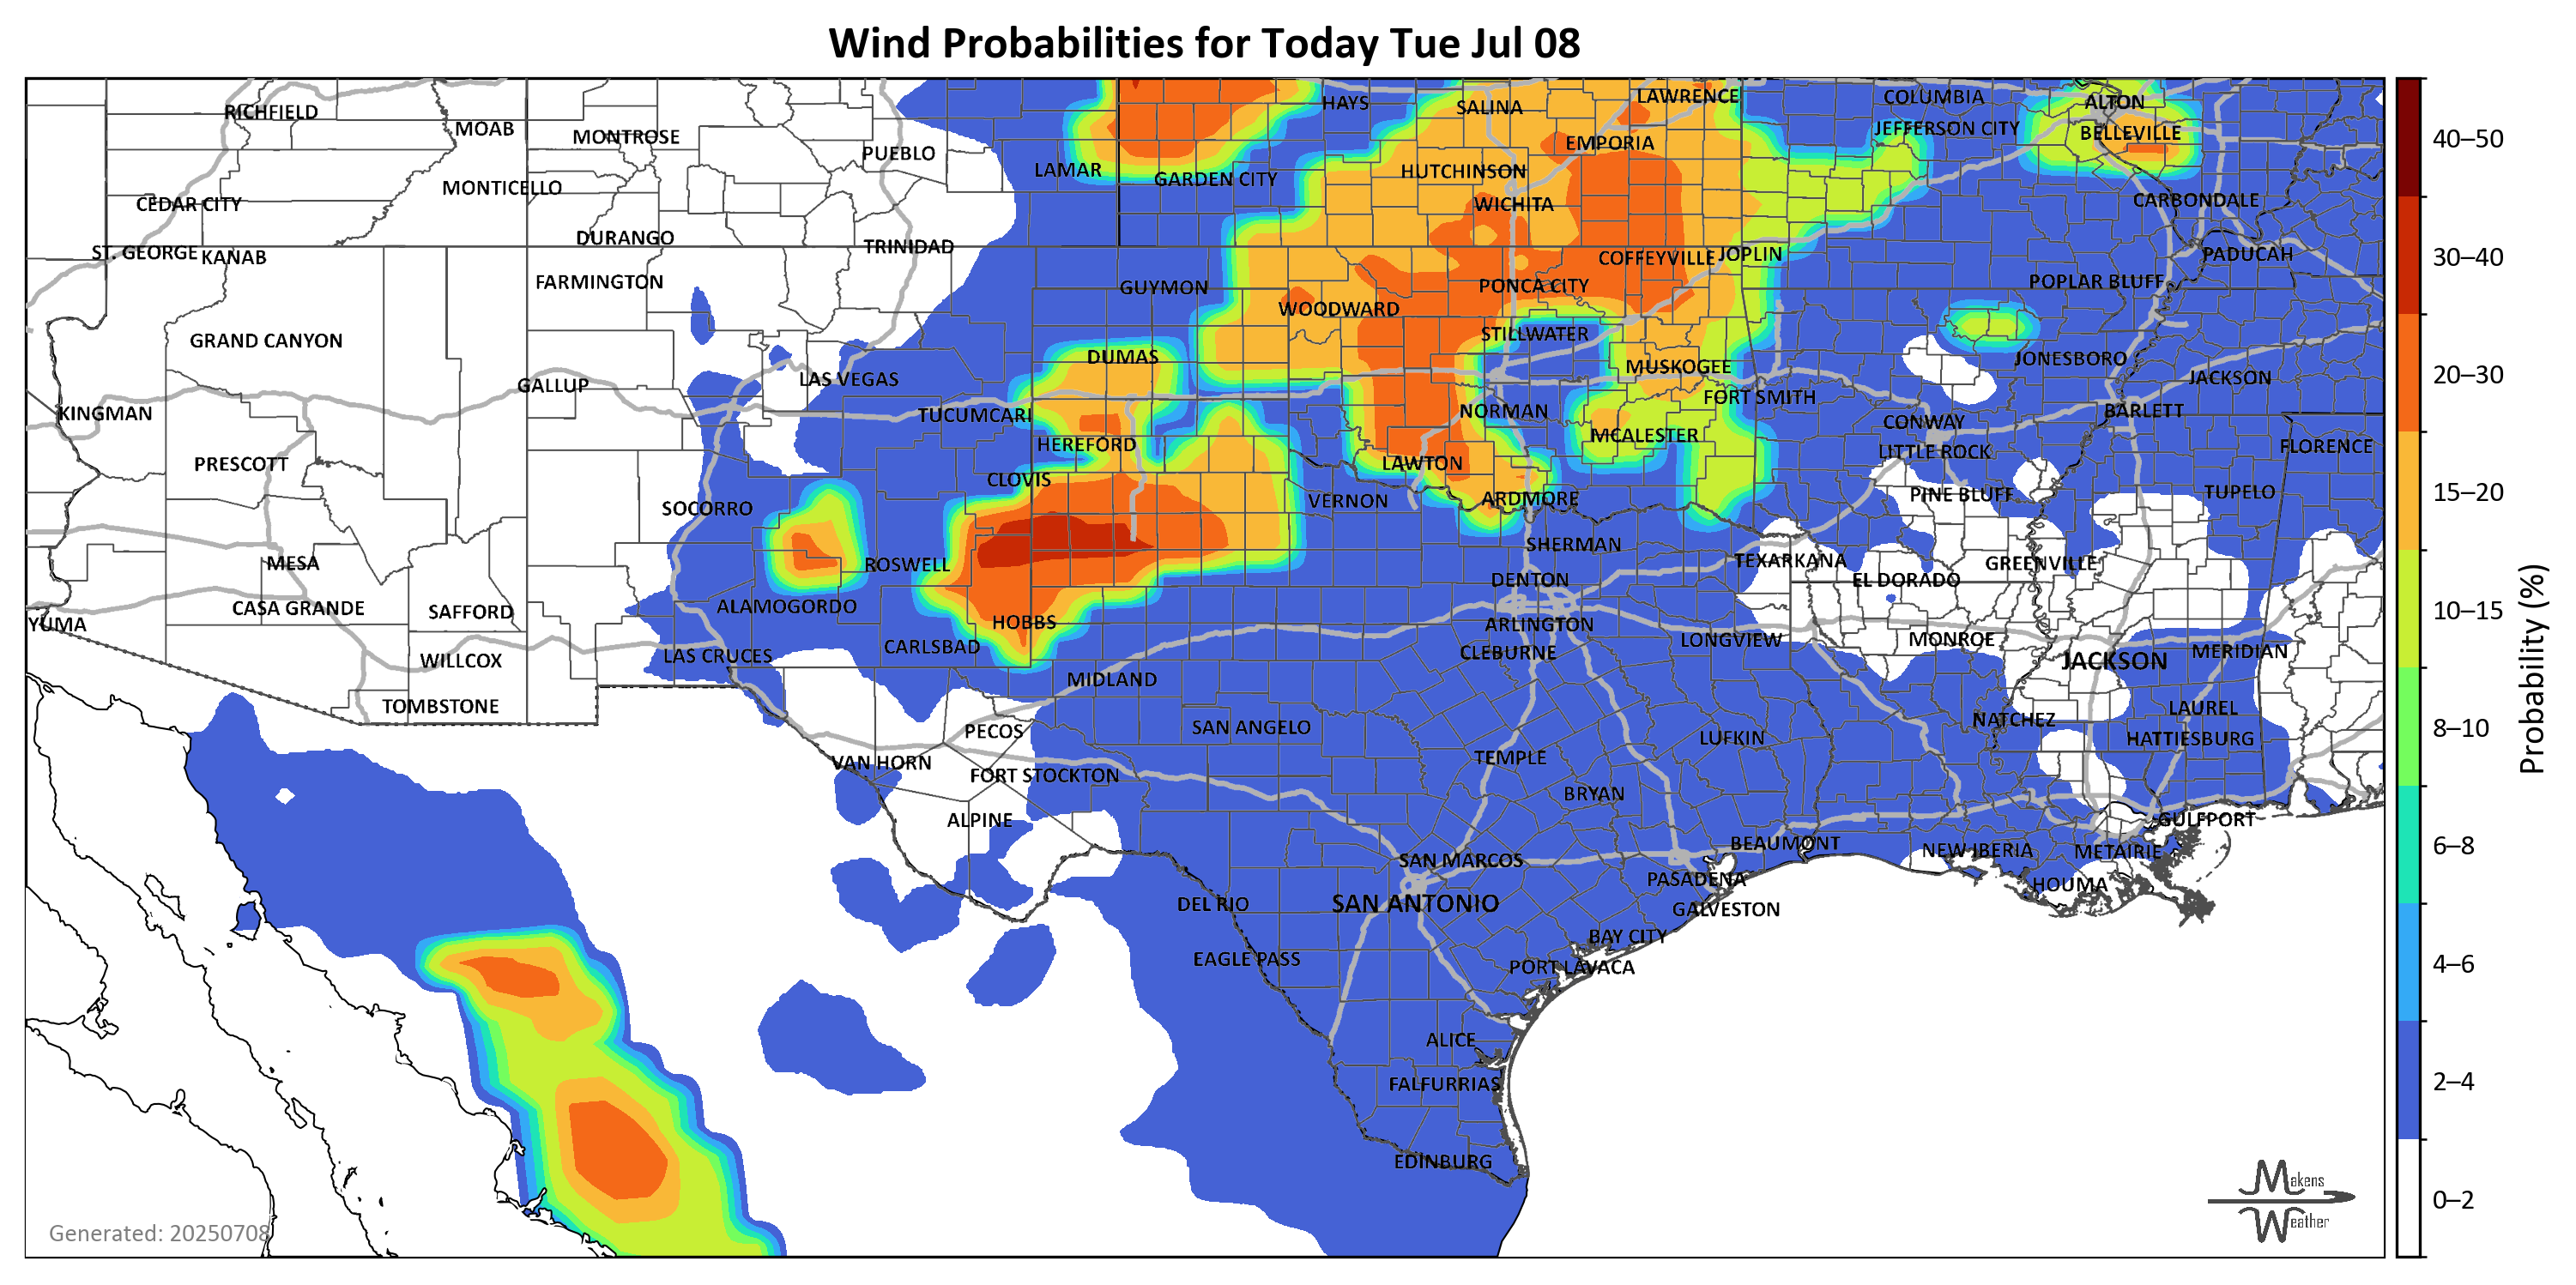 Wind Probabilities for Today Tue Jul 08
RICHFIELD
MOAB
MONTROSE
PUEBLO
LAMAR
GARDEN CITY
HAYS
SALINA
LAWRENCE
COLUMBIA
ALTON
EMPORIA
JEFFERSON CITY
BELLEVILLE
MONTICELLO
HUTCHINSON
CEDAR CITY
WICHITA
CARBONDALE
DURANGO
TRINIDAD
ST. GEORGE
KANAB
COFFEYVILLE
JOPLIN
PADUCAH
FARMINGTON
GUYMON
PONCA CITY
POPLAR BLUFF
WOODWARD
GRAND CANYON
STILLWATER
DUMAS
MUSKOGEE
JONESBORO
GALLUP
LAS VEGAS
JACKSON
KINGMAN
TUCUMCARI
NORMAN
FORT SMITH
BARLETT
CONWAY
HEREFORD
MCALESTER
LITTLE ROCK
FLORENCE
PRESCOTT
LAWTON
CLOVIS
SOCORRO
VERNON
ARDMORE
PINE BLUFF
TUPELO
MESA
ROSWELL
SHERMAN
TEXARKANA
GREENVILLE
CASA GRANDE
SAFFORD
ALAMOGORDO
DENTON
EL DORADO
YUMA
HOBBS
ARLINGTON
LONGVIEW
MONROE
WILLCOX
LAS CRUCES
CARLSBAD
CLEBURNE
JACKSON
MERIDIAN
MIDLAND
TOMBSTONE
PECOS
SAN ANGELO
NATCHEZ
LAUREL
LUFKIN
HATTIESBURG
VAN HORN
FORT STOCKTON
TEMPLE
BRYAN
ALPINE
GULFPORT
SAN MARCOS
BEAUMONT
NEW IBERIA
METAIRIE
DEL RIO
SAN ANTONIO
PASADENA
HOUMA
GALVESTON
BAY CITY
EAGLE PASS
PORT LAVACA
ALICE
FALFURRIAS
EDINBURG
Generated: 20250708
Makens
Weather
40–50
30–40
20–30
15–20
10–15
8–10
6–8
4–6
2–4
0–2
Probability (%)